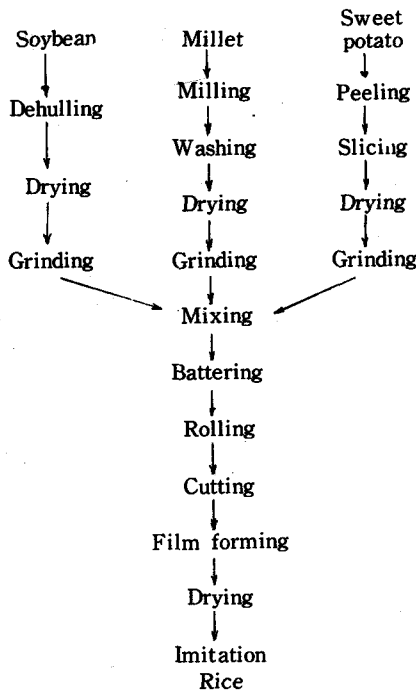 Soybean
Dehulling
Drying
Grinding
Millet
Milling
Washing
Drying
Grinding
Sweet
potato
Peeling
Slicing
Drying
Grinding
Mixing
Battering
Rolling
Cutting
Film forming
Drying
Imitation
Rice